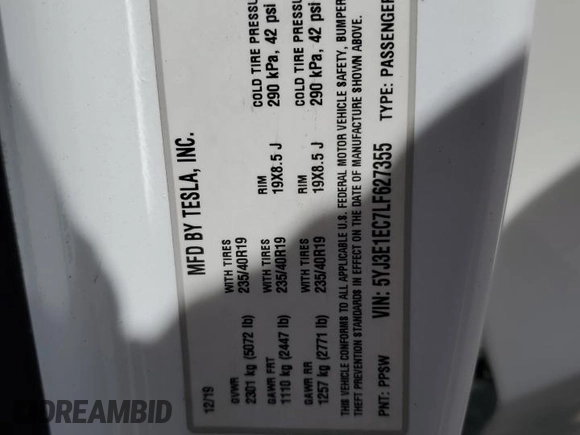 MFD BY TESLA, INC.
12/19
GVWR WITH TIRES RIM COLD TIRE PRESSU
2301 kg (5072 lb) 235/40R19 19X8.5 J 290 kPa, 42 psi
GAWR FRT WITH TIRES RIM COLD TIRE PRESSU
1110 kg (2447 lb) 235/40R19 19X8.5 J 290 kPa, 42 psi
GAWR RR WITH TIRES
1257 kg (2771 lb) 235/40R19
THIS VEHICLE CONFORMS TO ALL APPLICABLE U.S. FEDERAL MOTOR VEHICLE SAFETY, BUMPER
THEFT PREVENTION STANDARDS IN EFFECT ON THE DATE OF MANUFACTURE SHOWN ABOVE.
PNT: PPSW VIN: 5YJ3E1EC7LF627355 TYPE: PASSENGER
DREAMBID